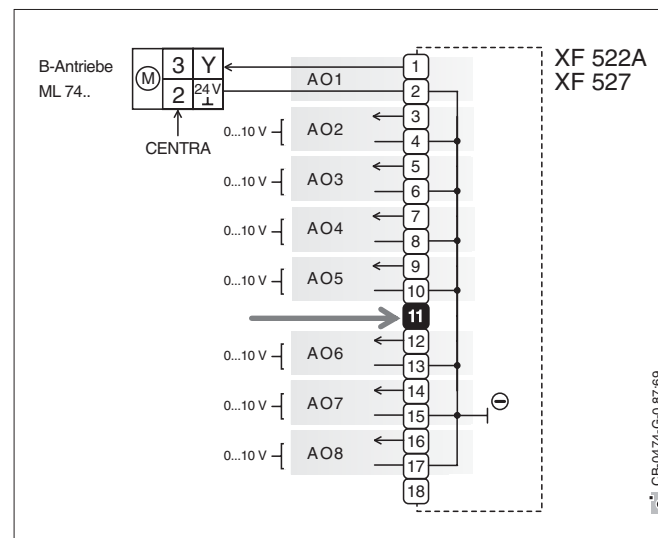 XF 522A
XF 527
B-Antriebe
ML 74..
M
3 Y
2 24 V
CENTRA
AO1
1
2
0...10 V AO2
3
4
0...10 V AO3
5
6
0...10 V AO4
7
8
0...10 V AO5
9
10
11
0...10 V AO6
12
13
0...10 V AO7
14
15
0...10 V AO8
16
17
18